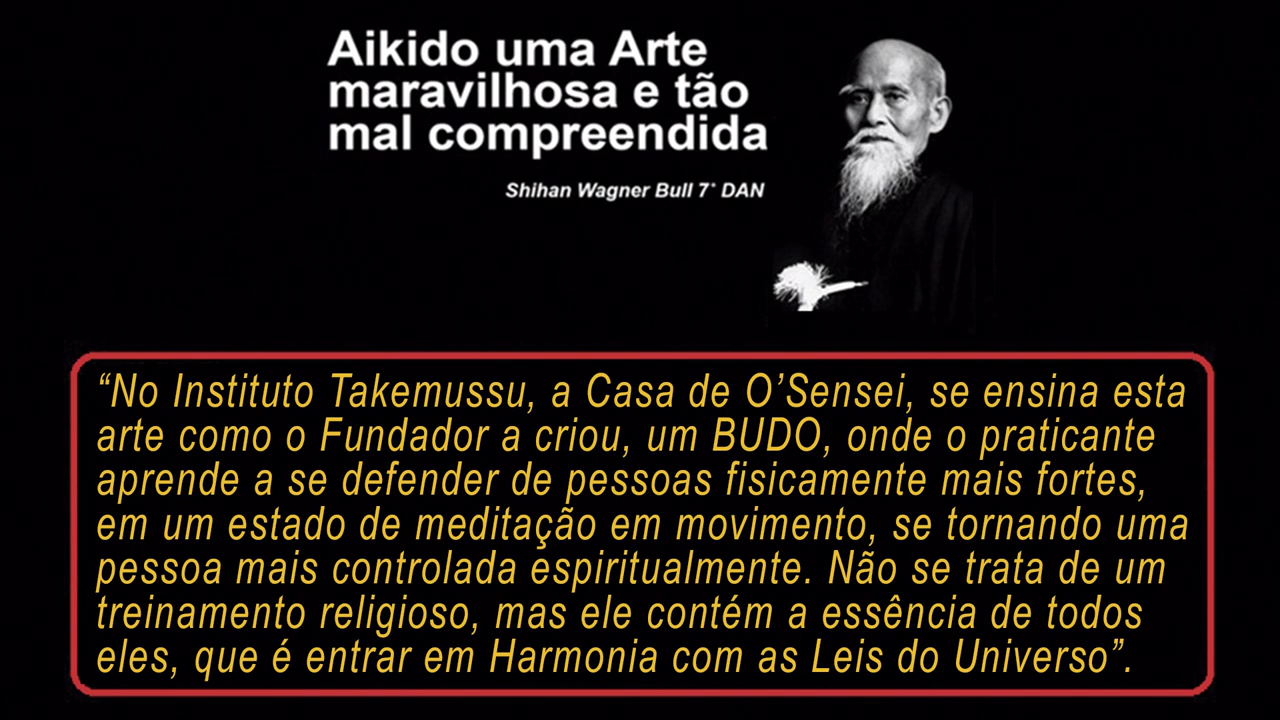 Aikido uma Arte
maravilhosa e tão
mal compreendida
Shihan Wagner Bull 7° DAN
“No Instituto Takemussu, a Casa de O’Sensei, se ensina esta
arte como o Fundador a criou, um BUDO, onde o praticante
aprende a se defender de pessoas fisicamente mais fortes,
em um estado de meditação em movimento, se tornando uma
pessoa mais controlada espiritualmente. Não se trata de um
treinamento religioso, mas ele contém a essência de todos
eles, que é entrar em Harmonia com as Leis do Universo”.